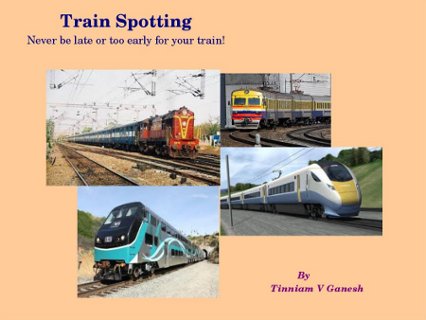 Train Spotting
Never be late or too early for your train!
By
Tinniam V Ganesh